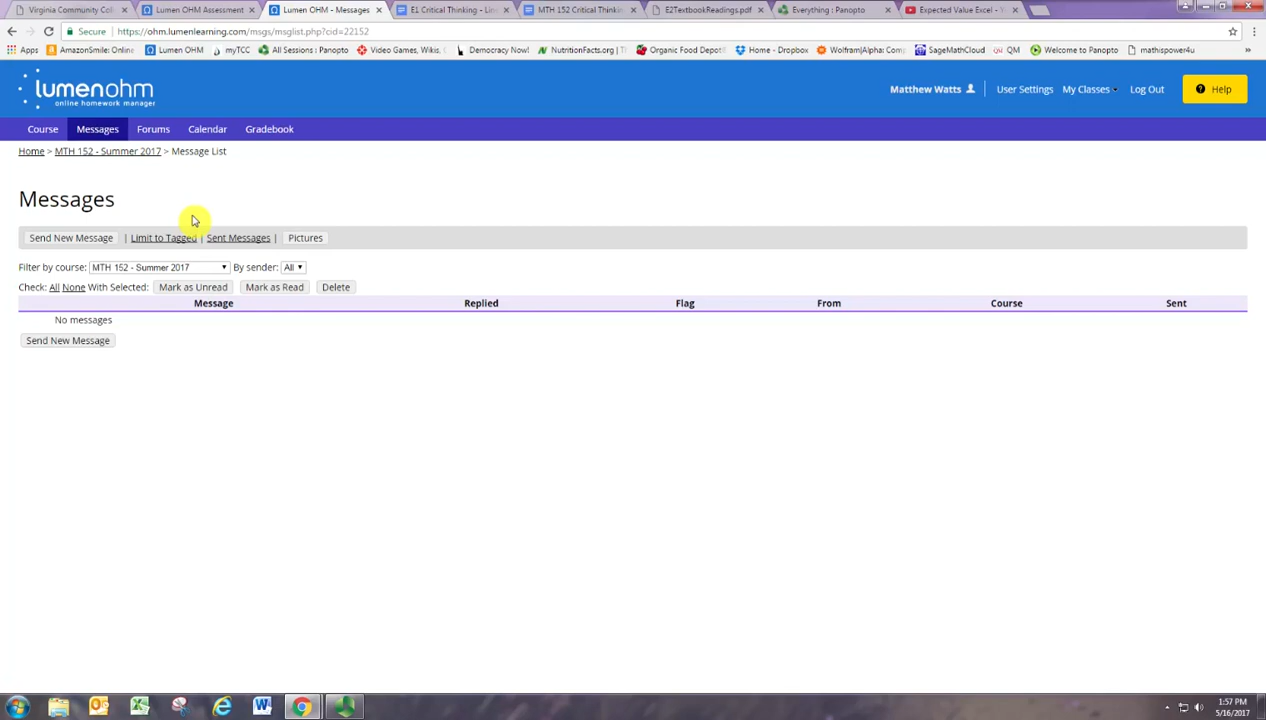 Virginia Community Coll
Lumen OHM Assessment
Lumen OHM - Messages
E1 Critical Thinking - Lin
MTH 152 Critical Thinkin
E2TextbookReadings.pdf
Everything : Panopto
Expected Value Excel - Y
Secure
https://ohm.lumenlearning.com/msgs/msglist.php?cid=22152
Apps
AmazonSmile: Online
Lumen OHM
myTCC
All Sessions : Panopto
Video Games, Wikis,
Democracy Now!
NutritionFacts.org | Th
Organic Food Depot
Home - Dropbox
Wolfram|Alpha: Comp
SageMathCloud
QM
Welcome to Panopto
mathispower4u
lumenohm
online homework manager
Matthew Watts
User Settings
My Classes
Log Out
Help
Course
Messages
Forums
Calendar
Gradebook
Home > MTH 152 - Summer 2017 > Message List
Messages
Send New Message | Limit to Tagged | Sent Messages | Pictures
Filter by course: MTH 152 - Summer 2017 By sender: All
Check: All None With Selected: Mark as Unread Mark as Read Delete
Message Replied Flag From Course Sent
No messages
Send New Message
1:57 PM
5/16/2017